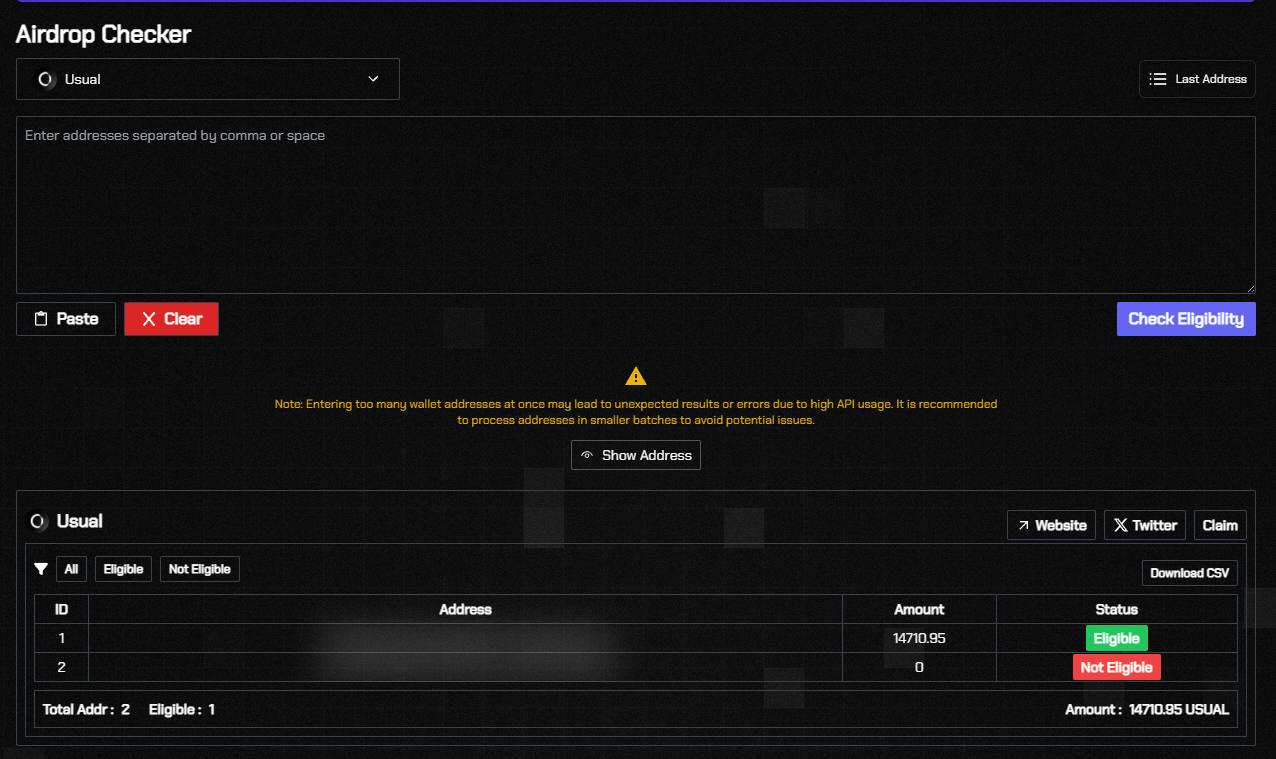 Airdrop Checker
Usual
Last Address
Enter addresses separated by comma or space
Paste
Clear
Check Eligibility
Note: Entering too many wallet addresses at once may lead to unexpected results or errors due to high API usage. It is recommended
to process addresses in smaller batches to avoid potential issues.
Show Address
Usual
Website
Twitter
Claim
All
Eligible
Not Eligible
Download CSV
ID Address Amount Status
1 14710.95 Eligible
2 0 Not Eligible
Total Addr : 2 Eligible : 1 Amount : 14710.95 USUAL